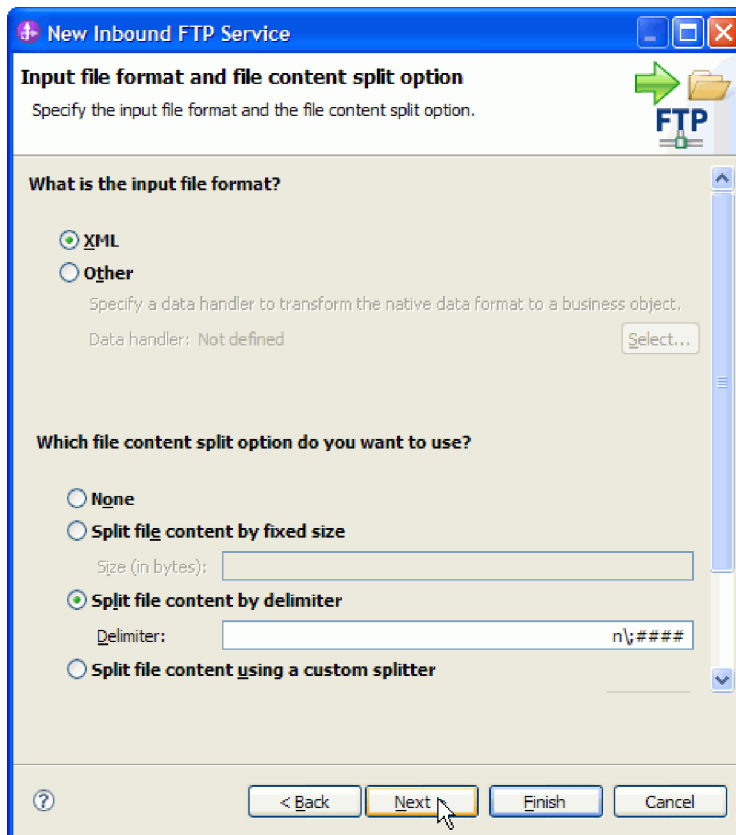 New Inbound FTP Service
Input file format and file content split option
Specify the input file format and the file content split option.
FTP
What is the input file format?
XML
Other
Specify a data handler to transform the native data format to a business object.
Data handler: Not defined
Select...
Which file content split option do you want to use?
None
Split file content by fixed size
Size (in bytes):
Split file content by delimiter
Delimiter: n\;####
Split file content using a custom splitter
?
< Back
Next >
Finish
Cancel